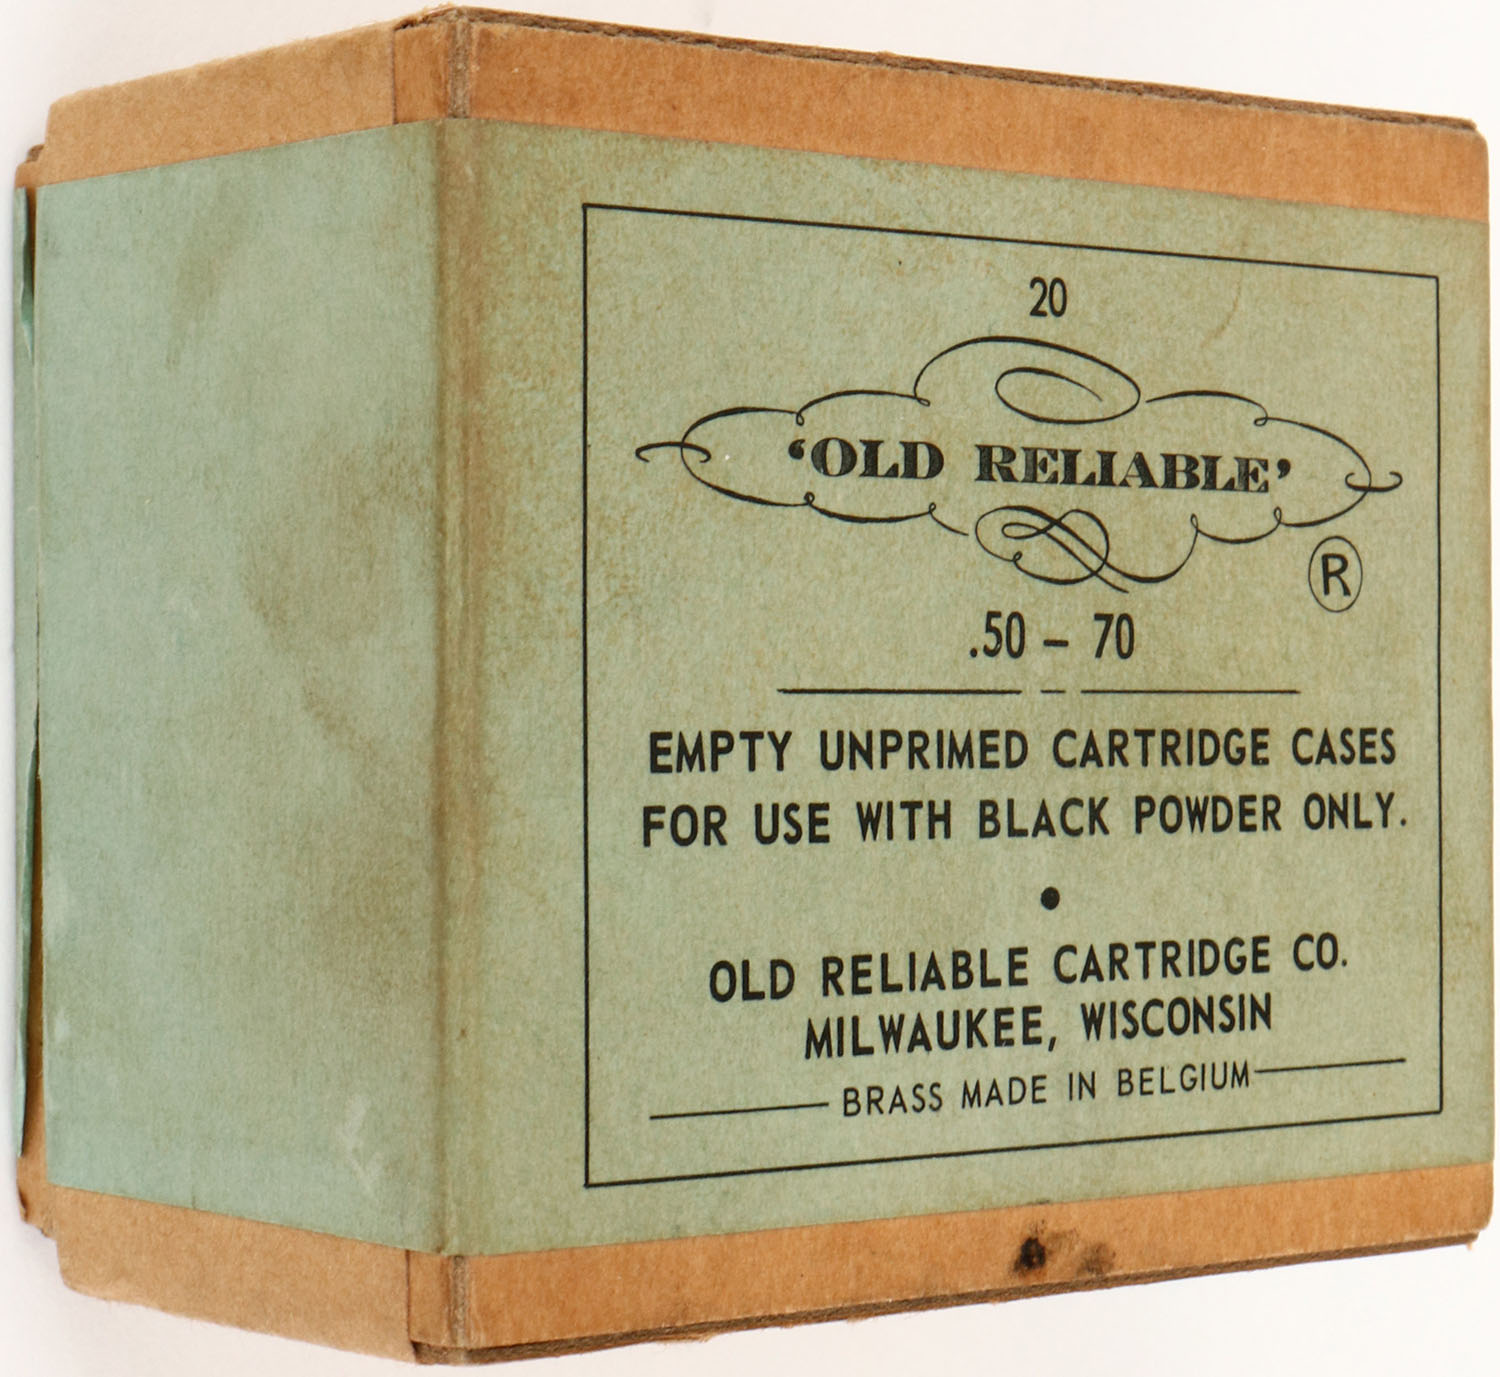 20
‘OLD RELIABLE’
®
.50 – 70
EMPTY UNPRIMED CARTRIDGE CASES
FOR USE WITH BLACK POWDER ONLY.
OLD RELIABLE CARTRIDGE CO.
MILWAUKEE, WISCONSIN
BRASS MADE IN BELGIUM